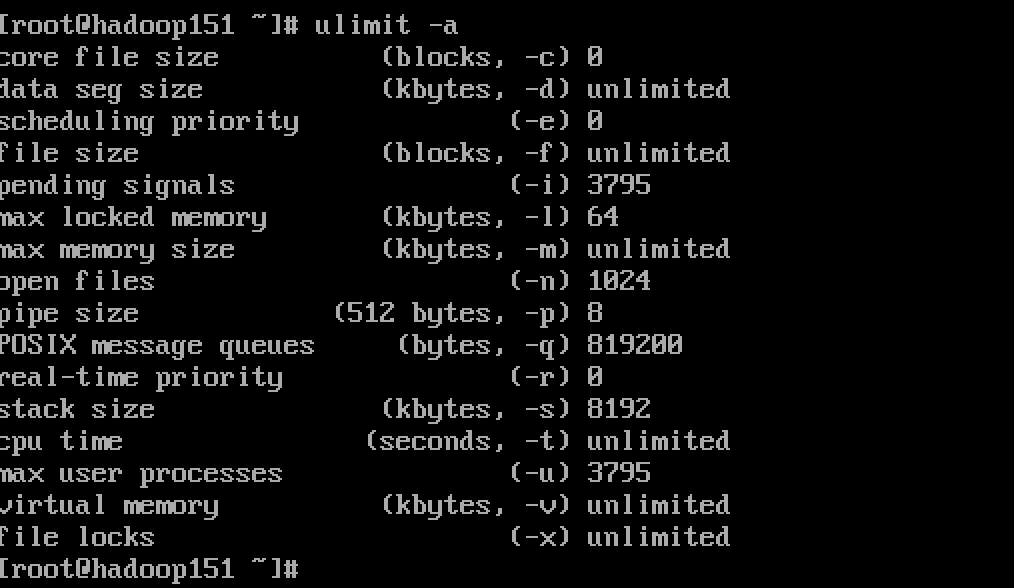 [root@hadoop151 ~]# ulimit -a
core file size          (blocks, -c) 0
data seg size           (kbytes, -d) unlimited
scheduling priority             (-e) 0
file size               (blocks, -f) unlimited
pending signals                 (-i) 3795
max locked memory       (kbytes, -l) 64
max memory size         (kbytes, -m) unlimited
open files                      (-n) 1024
pipe size            (512 bytes, -p) 8
POSIX message queues     (bytes, -q) 819200
real-time priority              (-r) 0
stack size              (kbytes, -s) 8192
cpu time               (seconds, -t) unlimited
max user processes              (-u) 3795
virtual memory          (kbytes, -v) unlimited
file locks                      (-x) unlimited
[root@hadoop151 ~]#